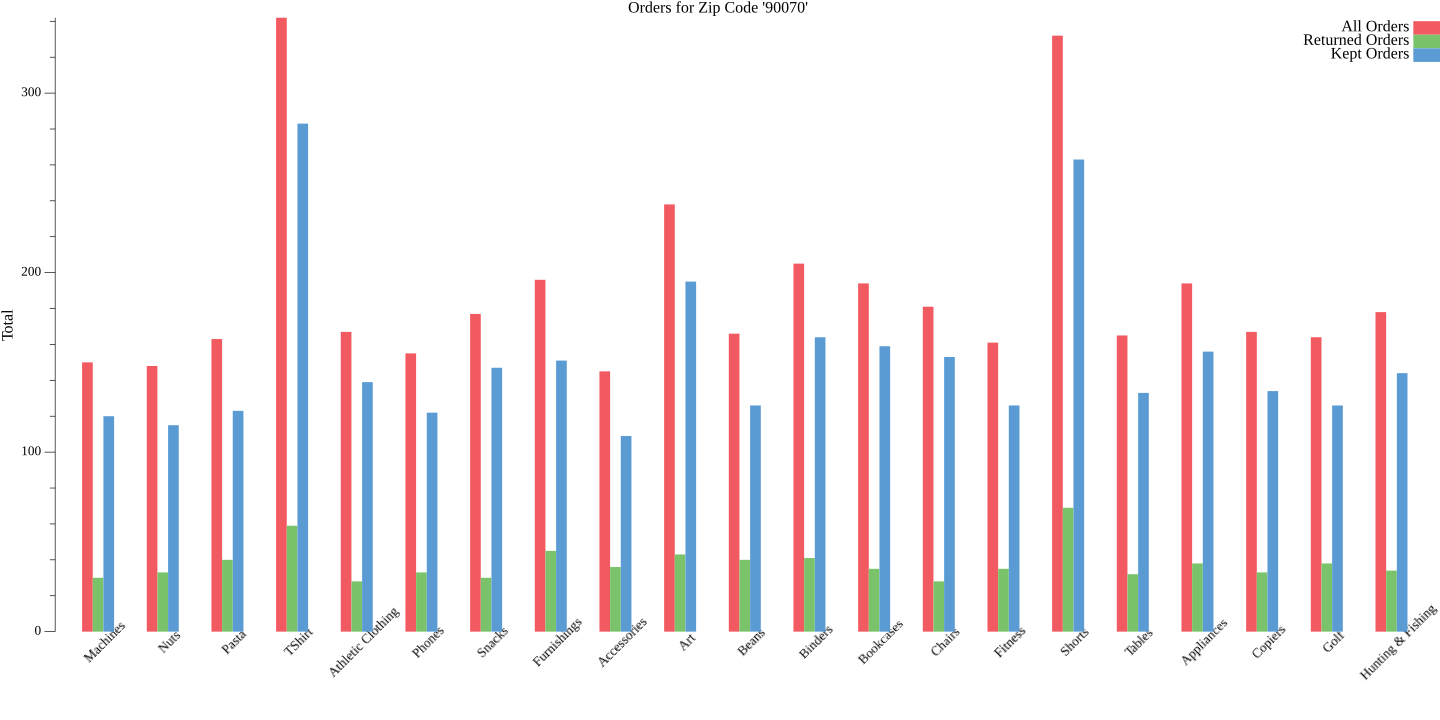 Orders for Zip Code '90070'
All Orders
Returned Orders
Kept Orders
Total
300
200
100
0
Machines
Nuts
Pasta
TShirt
Athletic Clothing
Phones
Snacks
Furnishings
Accessories
Art
Beans
Binders
Bookcases
Chairs
Fitness
Shorts
Tables
Appliances
Copiers
Golf
Hunting & Fishing